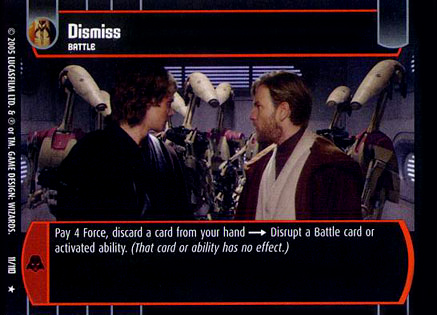 Dismiss
BATTLE
Pay 4 Force, discard a card from your hand → Disrupt a Battle card or
activated ability. (That card or ability has no effect.)
© 2005 LUCASFILM LTD. & ® or TM. GAME DESIGN: WIZARDS.
11/110